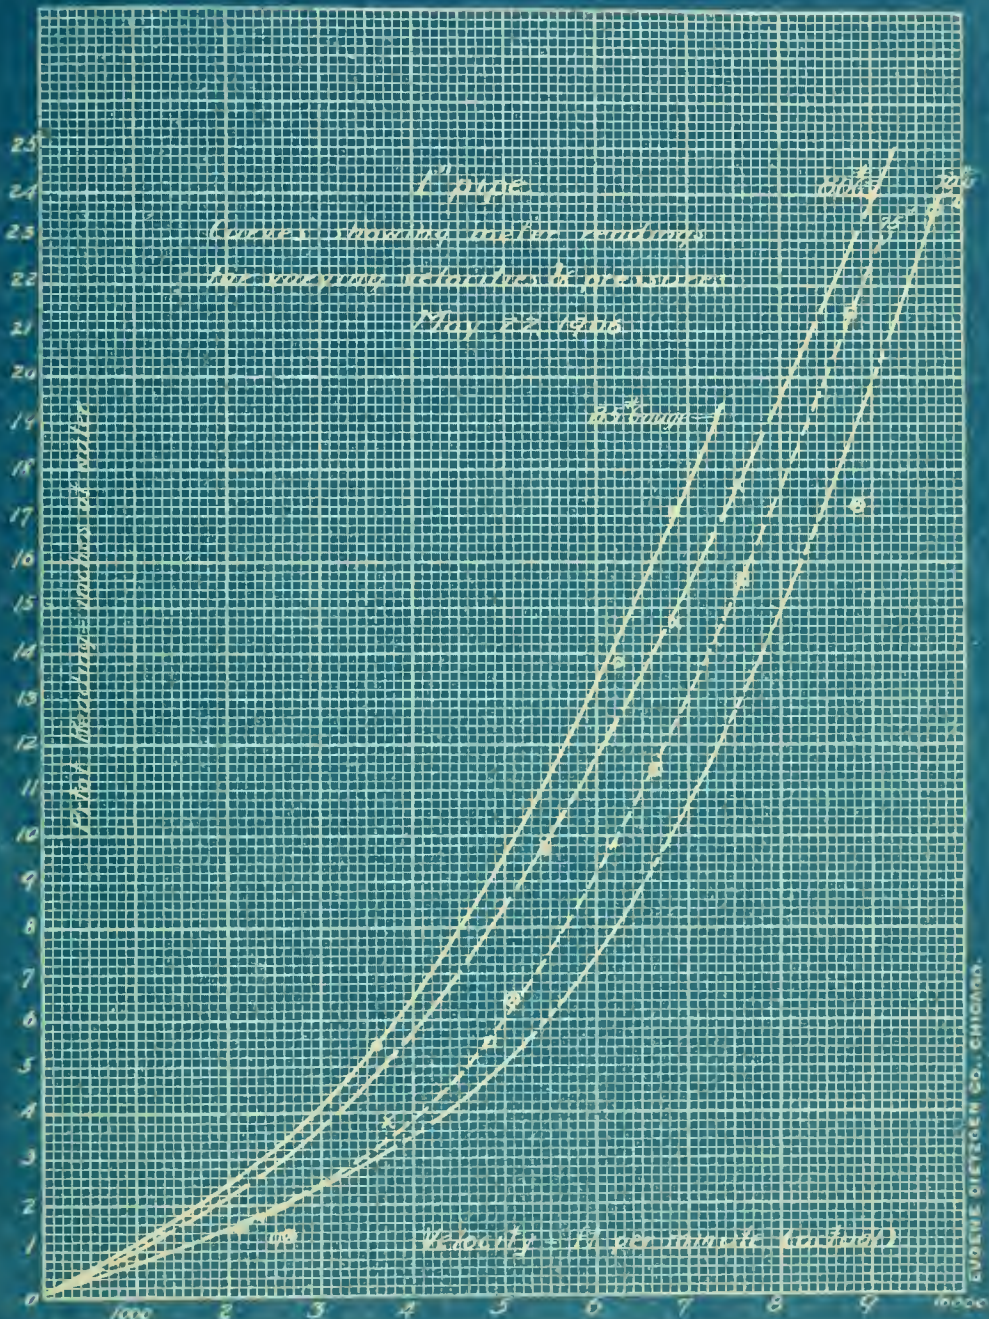 25
24
23
22
21
20
19
18
17
16
15
14
13
12
11
10
9
8
7
6
5
4
3
2
1
0
1" pipe
Curves showing meter readings
for varying velocities & pressures
May 22 1906
Gauge
Pitot Reading - inches of water
Velocity - ft. per minute (actual)
1000 2 3 4 5 6 7 8 9 10000
EUGENE DIETZGEN CO., CHICAGO.